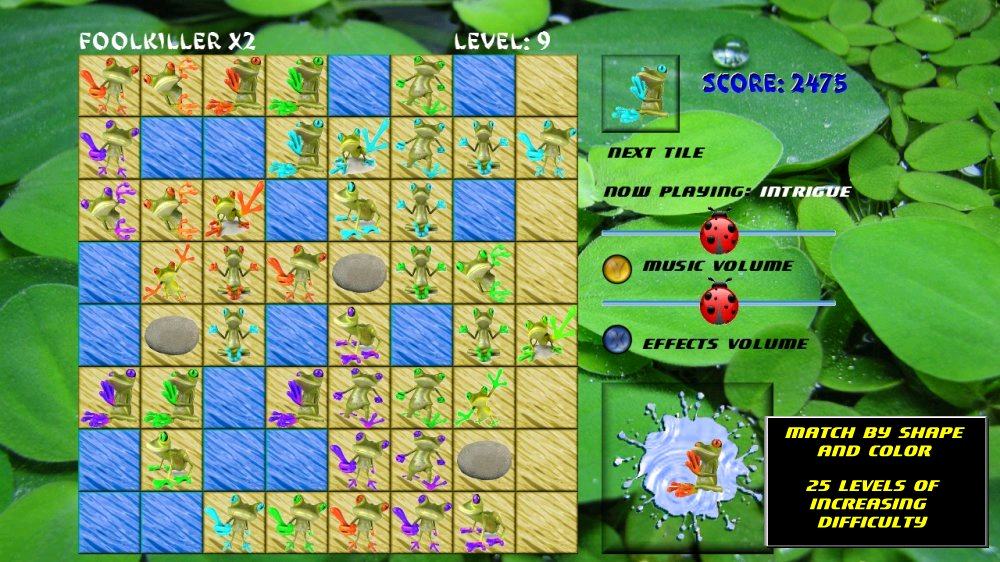 FOOLKILLER X2
LEVEL: 9
SCORE: 2475
NEXT TILE
NOW PLAYING: INTRIGUE
MUSIC VOLUME
EFFECTS VOLUME
MATCH BY SHAPE
AND COLOR
25 LEVELS OF
INCREASING
DIFFICULTY